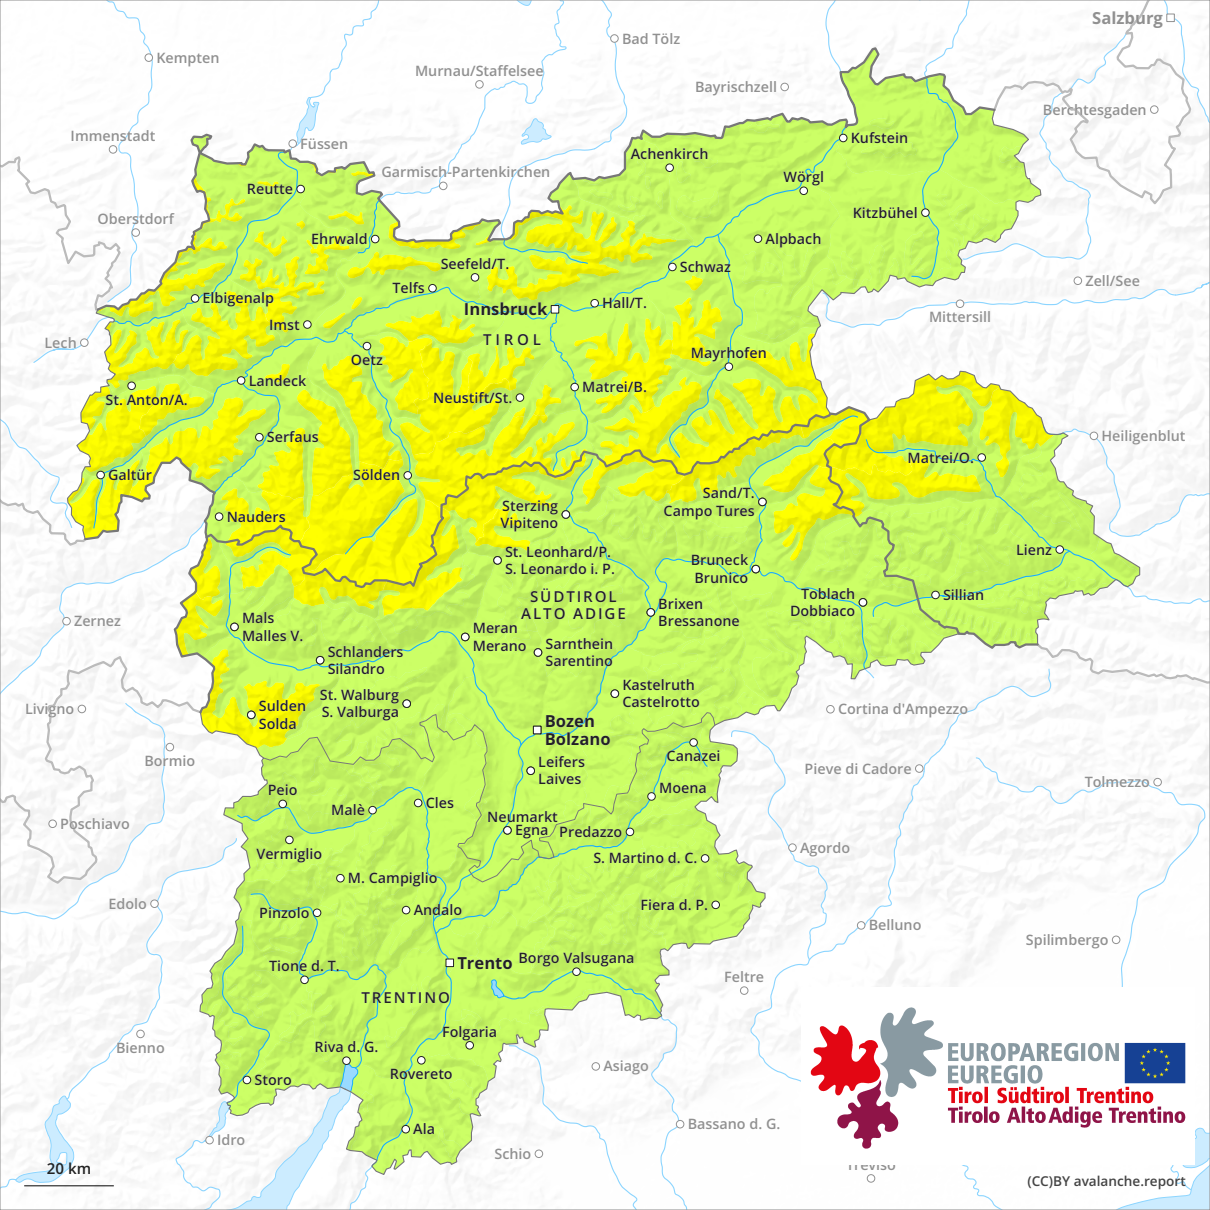 Salzburg
Bad Tölz
Kempten
Murnau/Staffelsee
Bayrischzell
Berchtesgaden
Immenstadt
Füssen
Kufstein
Achenkirch
Garmisch-Partenkirchen
Wörgl
Reutte
Oberstdorf
Kitzbühel
Ehrwald
Alpbach
Seefeld/T.
Schwaz
Zell/See
Telfs
Elbigenalp
Hall/T.
Innsbruck
Mittersill
Imst
TIROL
Lech
Oetz
Mayrhofen
Landeck
Matrei/B.
St. Anton/A.
Neustift/St.
Serfaus
Heiligenblut
Matrei/O.
Galtür
Sölden
Sand/T.
Campo Tures
Sterzing
Vipiteno
Nauders
St. Leonhard/P.
S. Leonardo i. P.
Lienz
Bruneck
Brunico
SÜDTIROL
ALTO ADIGE
Toblach
Dobbiaco
Sillian
Brixen
Bressanone
Zernez
Mals
Malles V.
Meran
Merano
Sarnthein
Sarentino
Schlanders
Silandro
Kastelruth
Castelrotto
St. Walburg
S. Valburga
Livigno
Sulden
Solda
Cortina d'Ampezzo
Bozen
Bolzano
Bormio
Canazei
Leifers
Laives
Pieve di Cadore
Tolmezzo
Peio
Moena
Malè
Cles
Poschiavo
Neumarkt
Egna
Predazzo
Vermiglio
S. Martino d. C.
Agordo
M. Campiglio
Edolo
Pinzolo
Andalo
Fiera d. P.
Belluno
Spilimbergo
Tione d. T.
Trento
Borgo Valsugana
Feltre
TRENTINO
Folgaria
Bienno
Riva d. G.
Rovereto
Storo
Asiago
EUROPAREGION
EUREGIO
Tirol Südtirol Trentino
Tirolo Alto Adige Trentino
Ala
Bassano d. G.
Idro
Schio
Treviso
20 km
(CC)BY avalanche.report